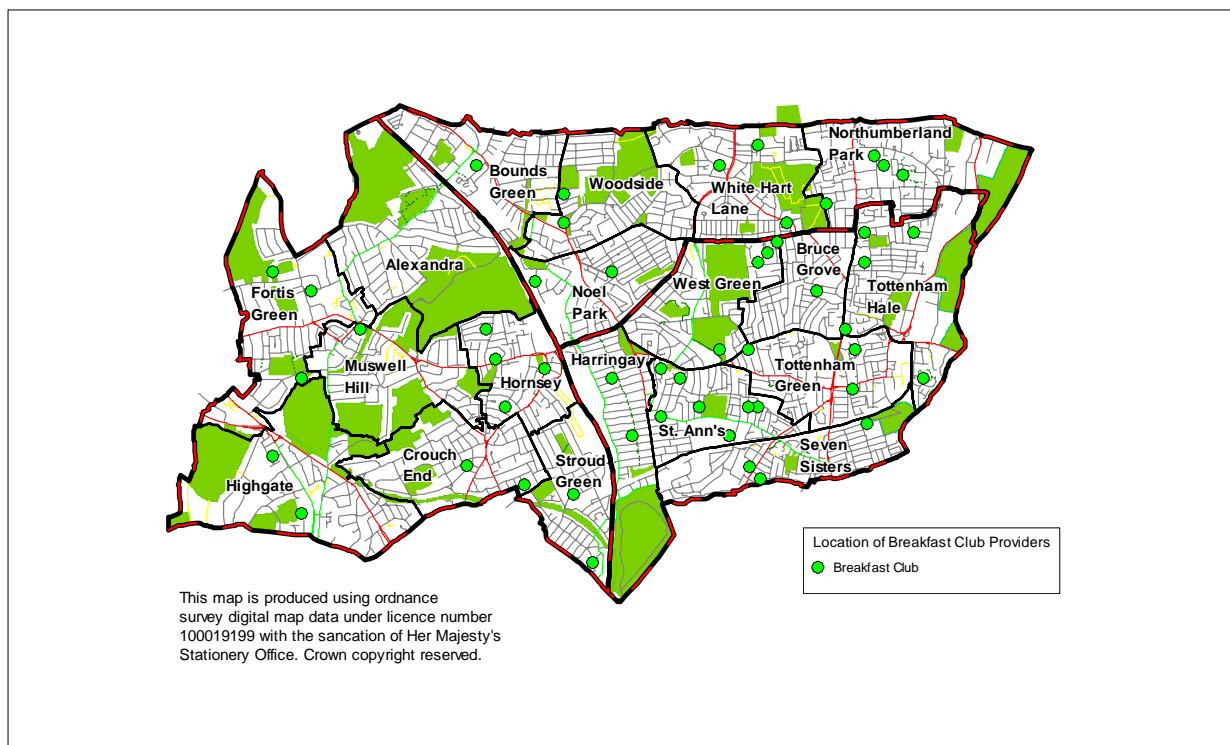 Northumberland
Park
Bounds
Green
Woodside
White Hart
Lane
Alexandra
Bruce
Grove
Fortis
Green
Noel
Park
West Green
Tottenham
Hale
Muswell
Hill
Hornsey
Harringay
Tottenham
Green
St. Ann's
Seven
Sisters
Crouch
End
Stroud
Green
Highgate
Location of Breakfast Club Providers
Breakfast Club
This map is produced using ordnance
survey digital map data under licence number
100019199 with the sancation of Her Majesty's
Stationery Office. Crown copyright reserved.